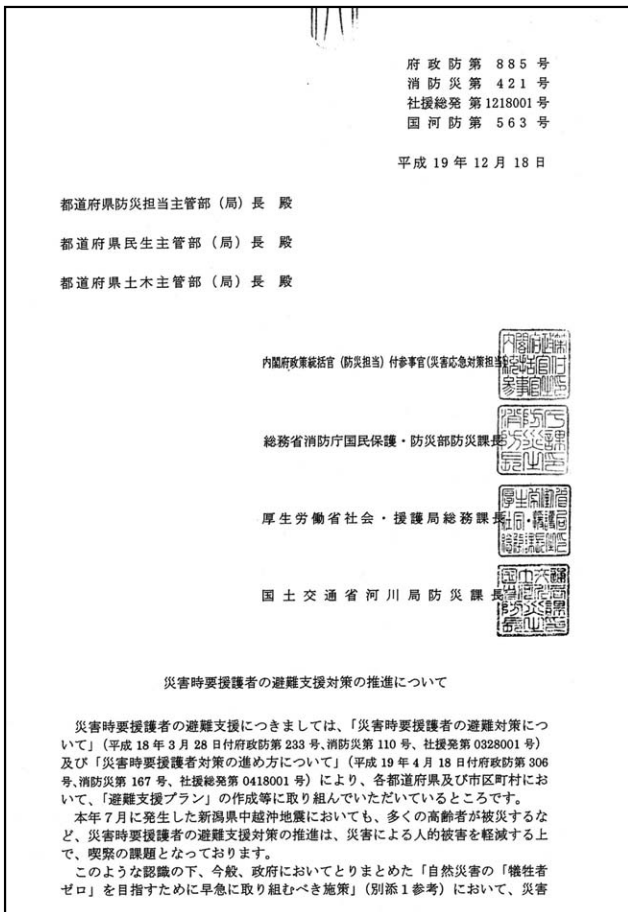 府政防第 885 号
消防災第 421 号
社援総発第1218001号
国河防第 563 号
平成 19 年 12 月 18 日
都道府県防災担当主管部（局）長 殿
都道府県民生主管部（局）長 殿
都道府県土木主管部（局）長 殿
内閣府政策統括官（防災担当）付参事官（災害応急対策担当）
総務省消防庁国民保護・防災部防災課長
厚生労働省社会・援護局総務課長
国土交通省河川局防災課長
災害時要援護者の避難支援対策の推進について
災害時要援護者の避難支援につきましては、「災害時要援護者の避難対策につ
いて」（平成 18 年 3 月 28 日付府政防第 233 号、消防災第 110 号、社援発第 0328001 号）
及び「災害時要援護者対策の進め方について」（平成 19 年 4 月 18 日付府政防第 306
号、消防災第 167 号、社援総発第 0418001 号）により、各都道府県及び市区町村にお
いて、「避難支援プラン」の作成等に取り組んでいただいているところです。
本年７月に発生した新潟県中越沖地震においても、多くの高齢者が被災するな
ど、災害時要援護者の避難支援対策の推進は、災害による人的被害を軽減する上
で、喫緊の課題となっております。
このような認識の下、今般、政府においてとりまとめた「自然災害の「犠牲者
ゼロ」を目指すために早急に取り組むべき施策」（別添１参考）において、災害